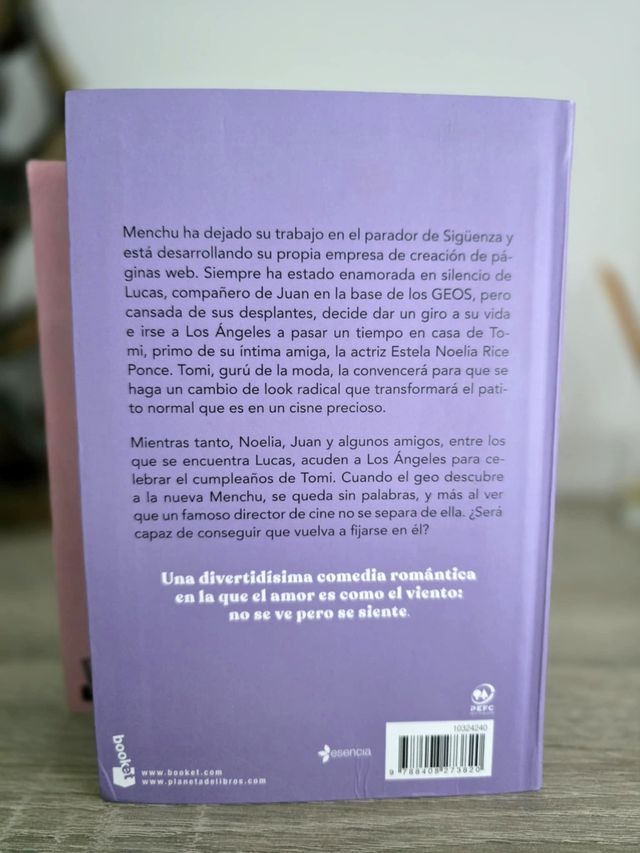 Menchu ha dejado su trabajo en el parador de Sigüenza y
está desarrollando su propia empresa de creación de pá-
ginas web. Siempre ha estado enamorada en silencio de
Lucas, compañero de Juan en la base de los GEOS, pero
cansada de sus desplantes, decide dar un giro a su vida
e irse a Los Ángeles a pasar un tiempo en casa de To-
mi, primo de su íntima amiga, la actriz Estela Noelia Rice
Ponce. Tomi, gurú de la moda, la convencerá para que se
haga un cambio de look radical que transformará el pati-
to normal que es en un cisne precioso.
Mientras tanto, Noelia, Juan y algunos amigos, entre los
que se encuentra Lucas, acuden a Los Ángeles para ce-
lebrar el cumpleaños de Tomi. Cuando el geo descubre
a la nueva Menchu, se queda sin palabras, y más al ver
que un famoso director de cine no se separa de ella. ¿Será
capaz de conseguir que vuelva a fijarse en él?
Una divertidísima comedia romántica
en la que el amor es como el viento:
no se ve pero se siente.
PEFC
10324240
booket
www.booket.com
www.planetadelibros.com
esencia
9 788408 273820